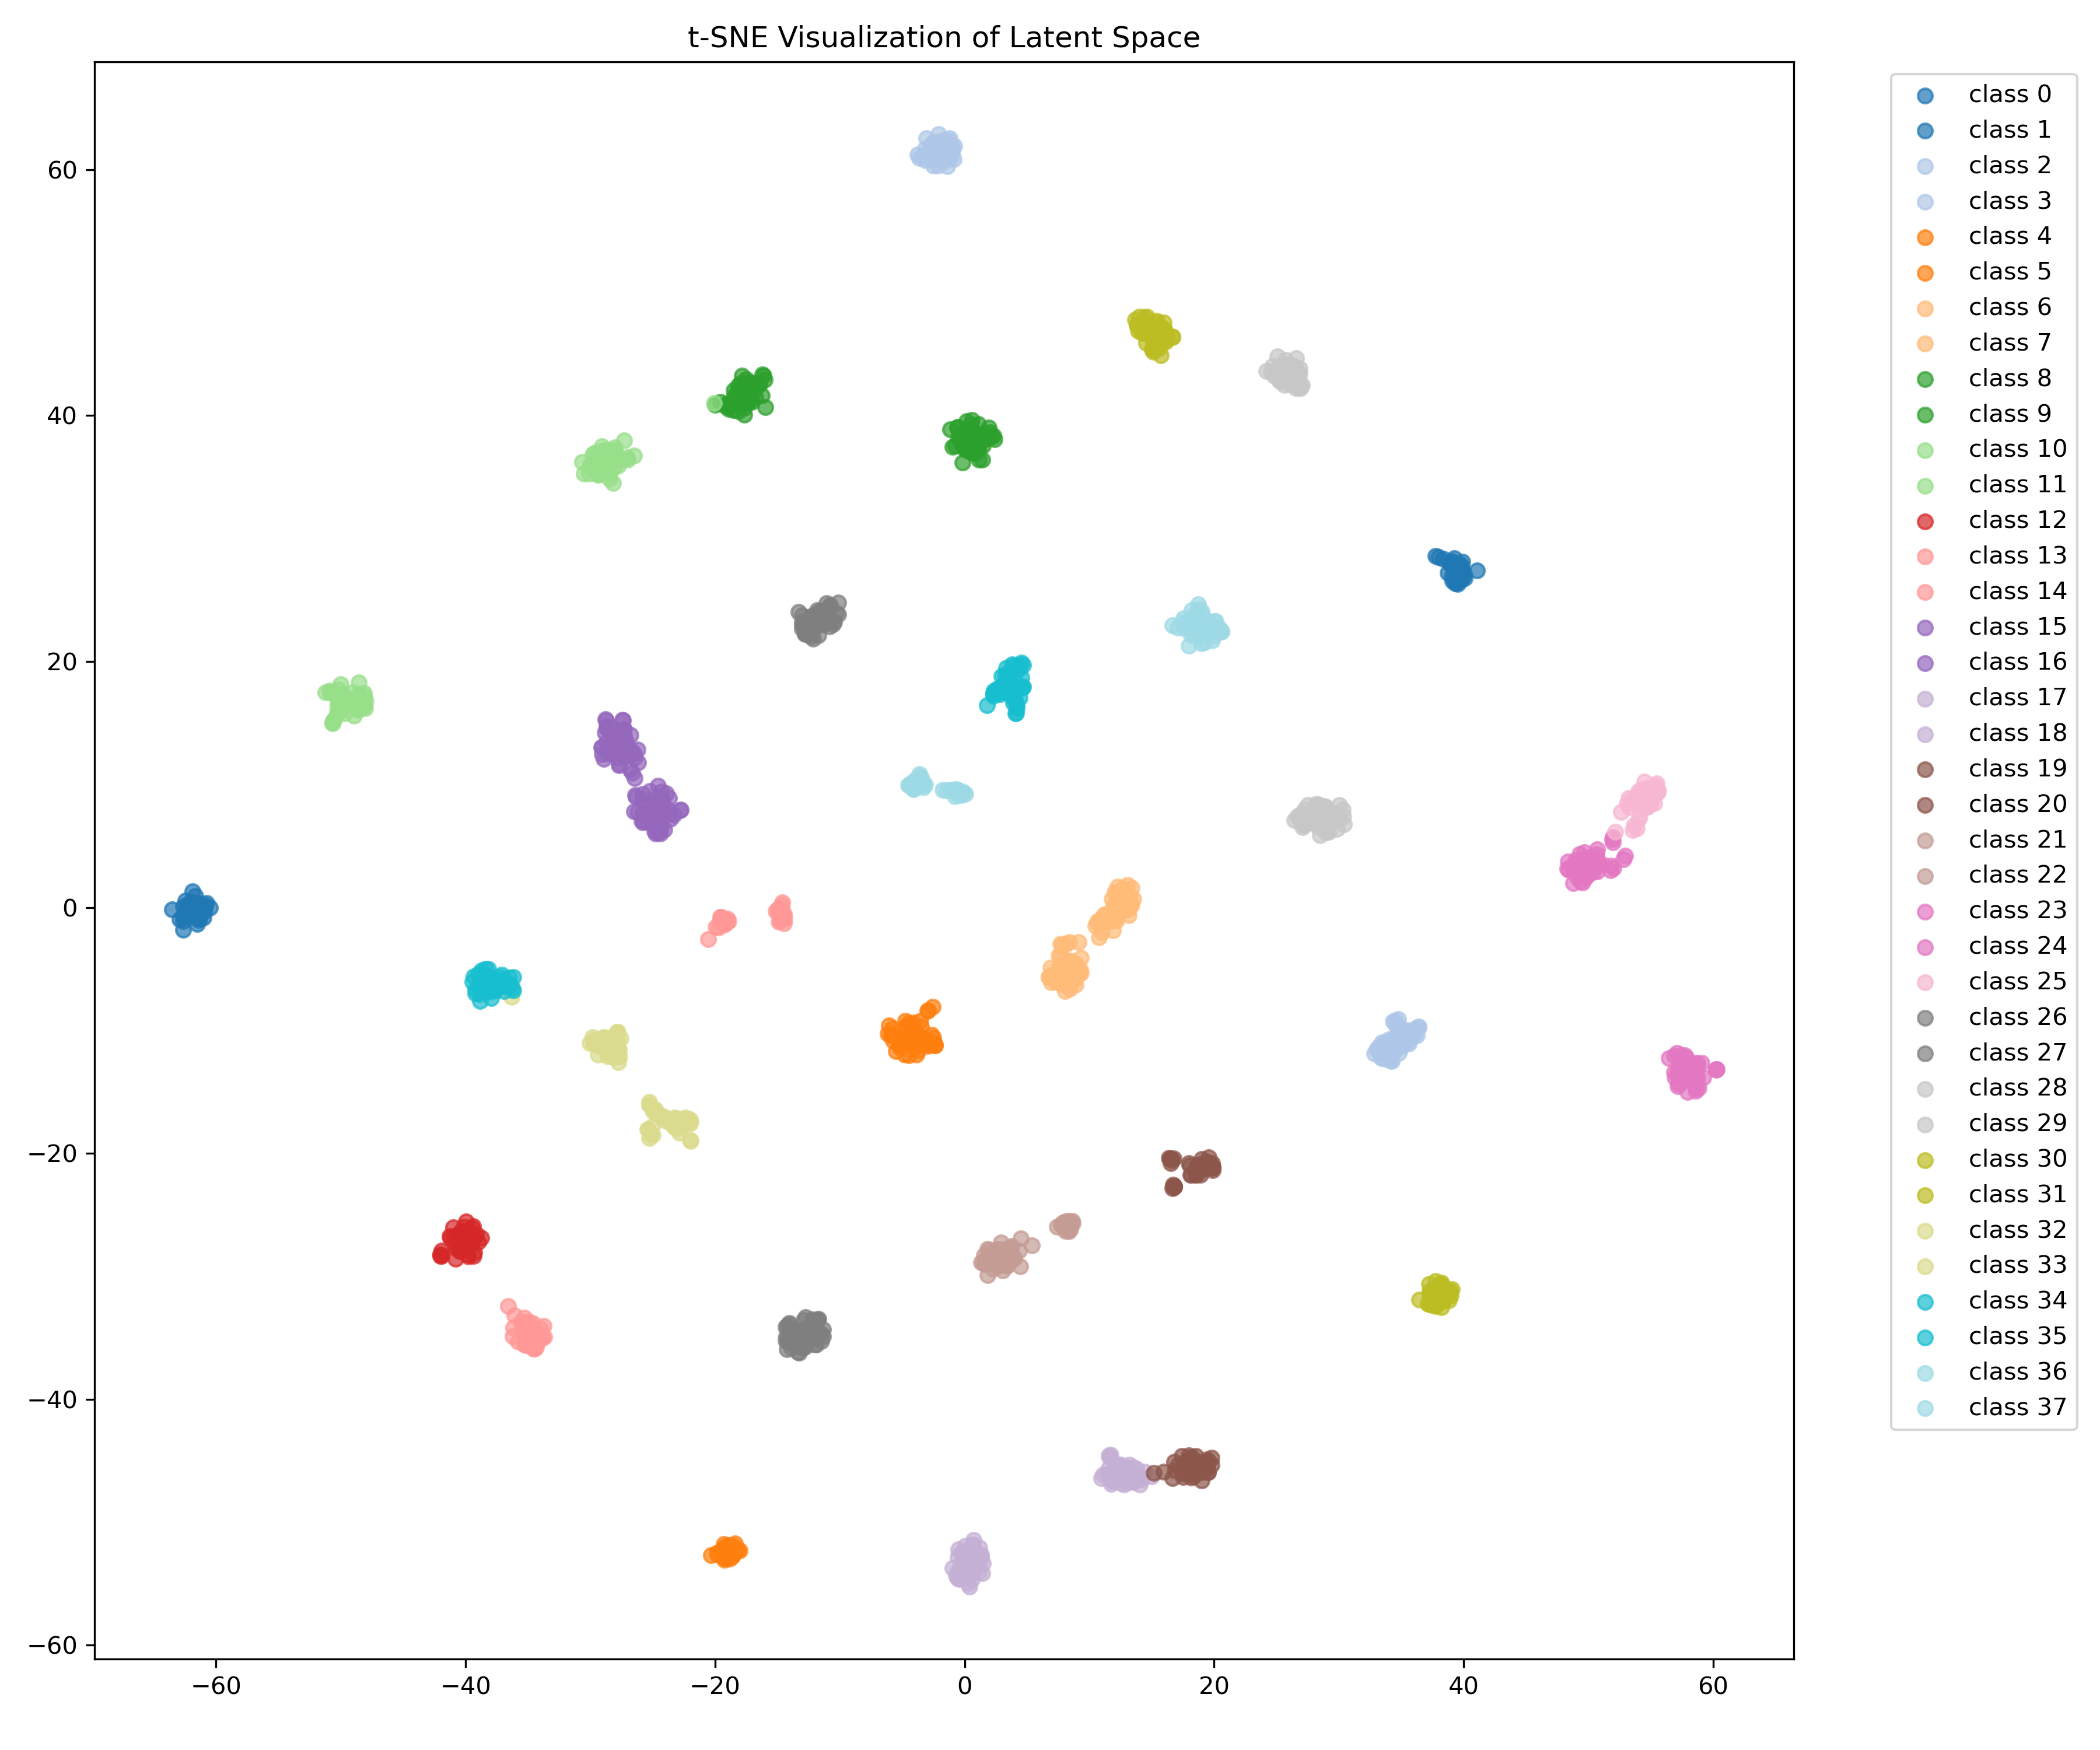 t-SNE Visualization of Latent Space
60
40
20
0
−20
−40
−60
−60
−40
−20
0
20
40
60
class 0
class 1
class 2
class 3
class 4
class 5
class 6
class 7
class 8
class 9
class 10
class 11
class 12
class 13
class 14
class 15
class 16
class 17
class 18
class 19
class 20
class 21
class 22
class 23
class 24
class 25
class 26
class 27
class 28
class 29
class 30
class 31
class 32
class 33
class 34
class 35
class 36
class 37